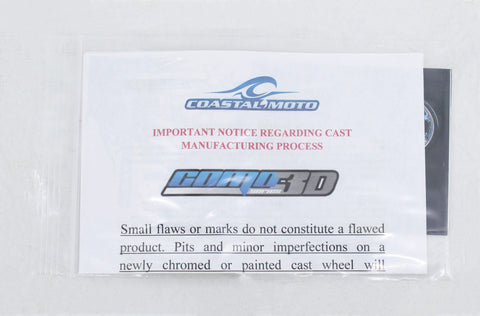 COASTAL MOTO
IMPORTANT NOTICE REGARDING CAST
MANUFACTURING PROCESS
COMO 3D
Small flaws or marks do not constitute a flawed
product. Pits and minor imperfections on a
newly chromed or painted cast wheel will